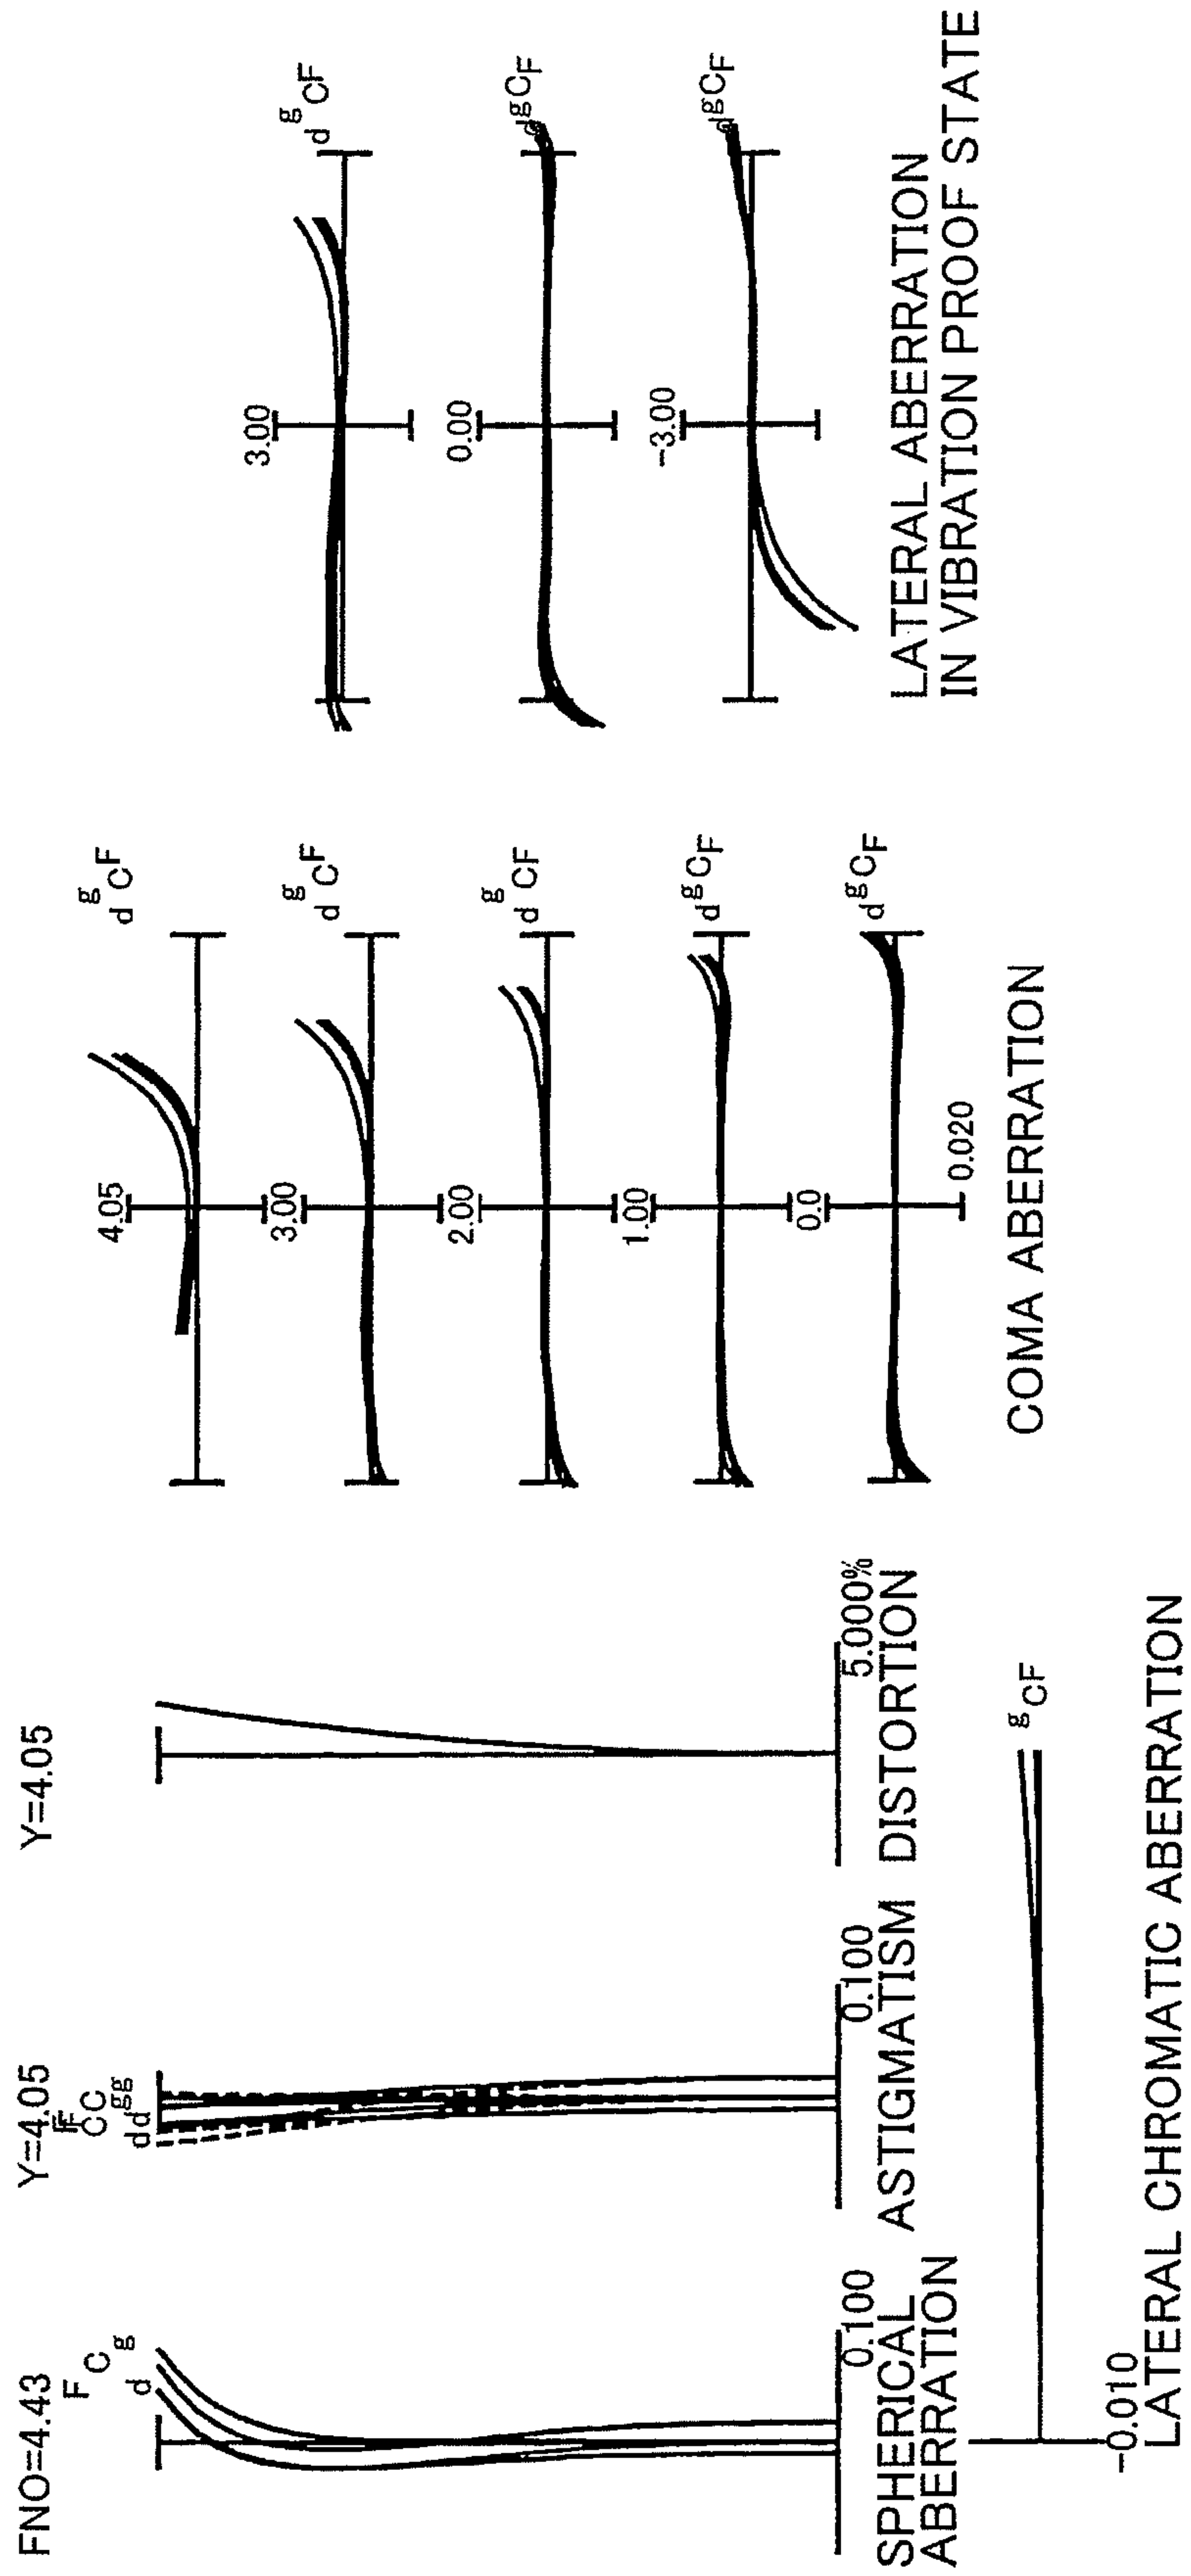 FNO=4.43
F
C
d
g
0.100
SPHERICAL
ABERRATION
Y=4.05
C
C
dd
gg
0.100
ASTIGMATISM
Y=4.05
5.000%
DISTORTION
g
CF
-0.010
LATERAL CHROMATIC ABERRATION
4.05
d g CF
3.00
d g CF
2.00
d g CF
1.00
d g CF
0.0
d g CF
0.020
COMA ABERRATION
3.00
d g CF
0.00
d g CF
-3.00
d g CF
LATERAL ABERRATION
IN VIBRATION PROOF STATE